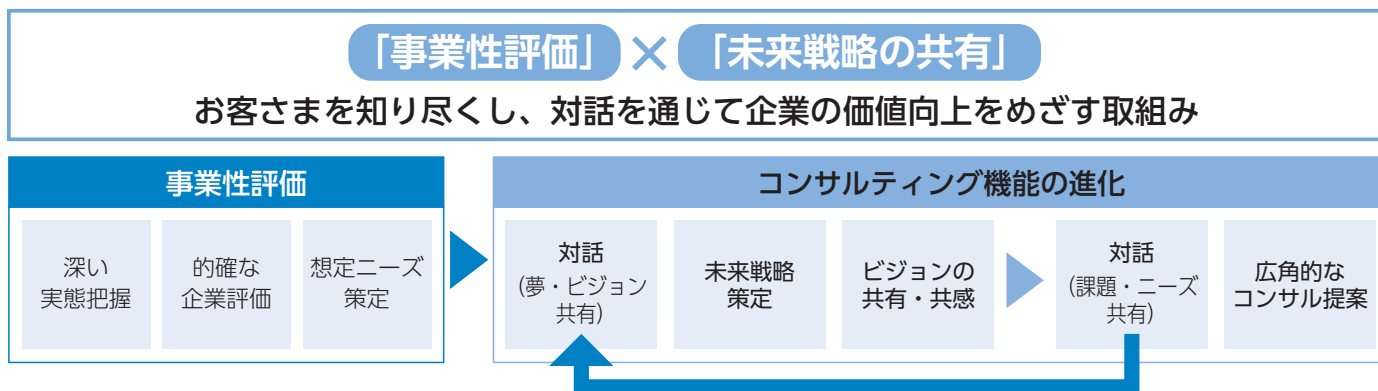 「事業性評価」×「未来戦略の共有」
お客さまを知り尽くし、対話を通じて企業の価値向上をめざす取組み
事業性評価
深い
実態把握
的確な
企業評価
想定ニーズ
策定
コンサルティング機能の進化
対話
(夢・ビジョン
共有)
未来戦略
策定
ビジョンの
共有・共感
対話
(課題・ニーズ
共有)
広角的な
コンサル提案